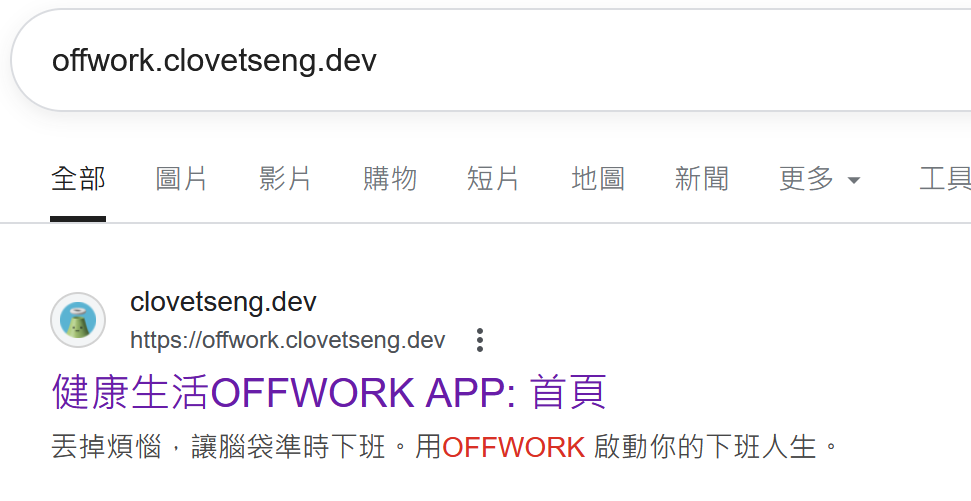 offwork.clovetseng.dev
全部 圖片 影片 購物 短片 地圖 新聞 更多 工具
clovetseng.dev
https://offwork.clovetseng.dev
健康生活OFFWORK APP: 首頁
丟掉煩惱，讓腦袋準時下班。用OFFWORK 啟動你的下班人生。